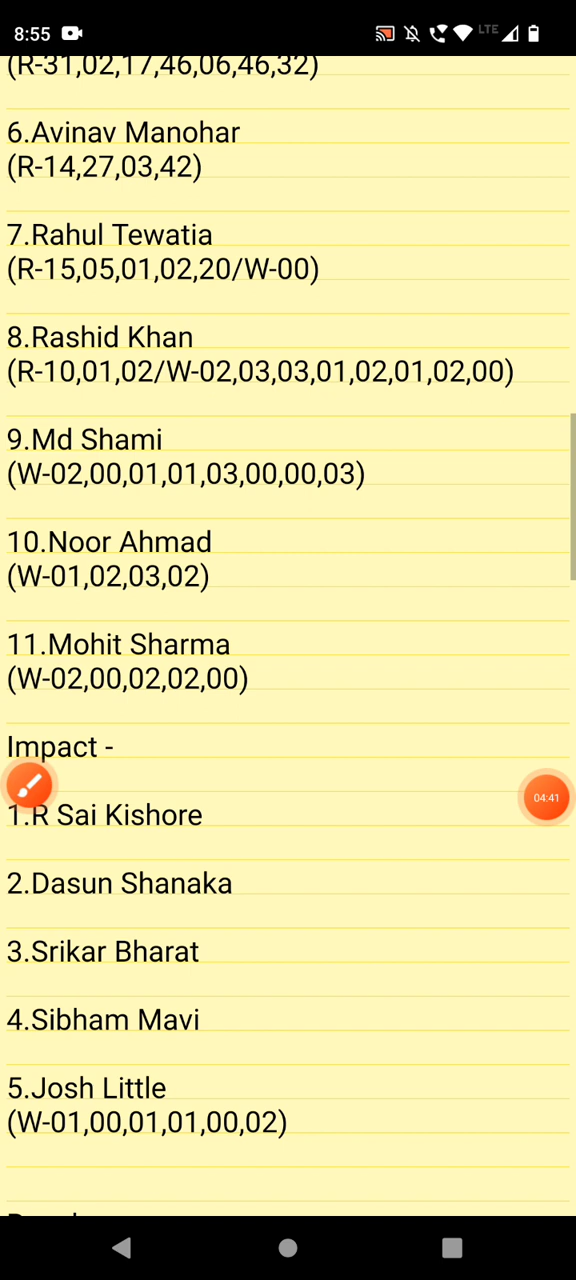 8:55
LTE
(R-31,02,17,46,06,46,32)
6.Avinav Manohar
(R-14,27,03,42)
7.Rahul Tewatia
(R-15,05,01,02,20/W-00)
8.Rashid Khan
(R-10,01,02/W-02,03,03,01,02,01,02,00)
9.Md Shami
(W-02,00,01,01,03,00,00,03)
10.Noor Ahmad
(W-01,02,03,02)
11.Mohit Sharma
(W-02,00,02,02,00)
Impact -
04:41
1.R Sai Kishore
2.Dasun Shanaka
3.Srikar Bharat
4.Sibham Mavi
5.Josh Little
(W-01,00,01,01,00,02)